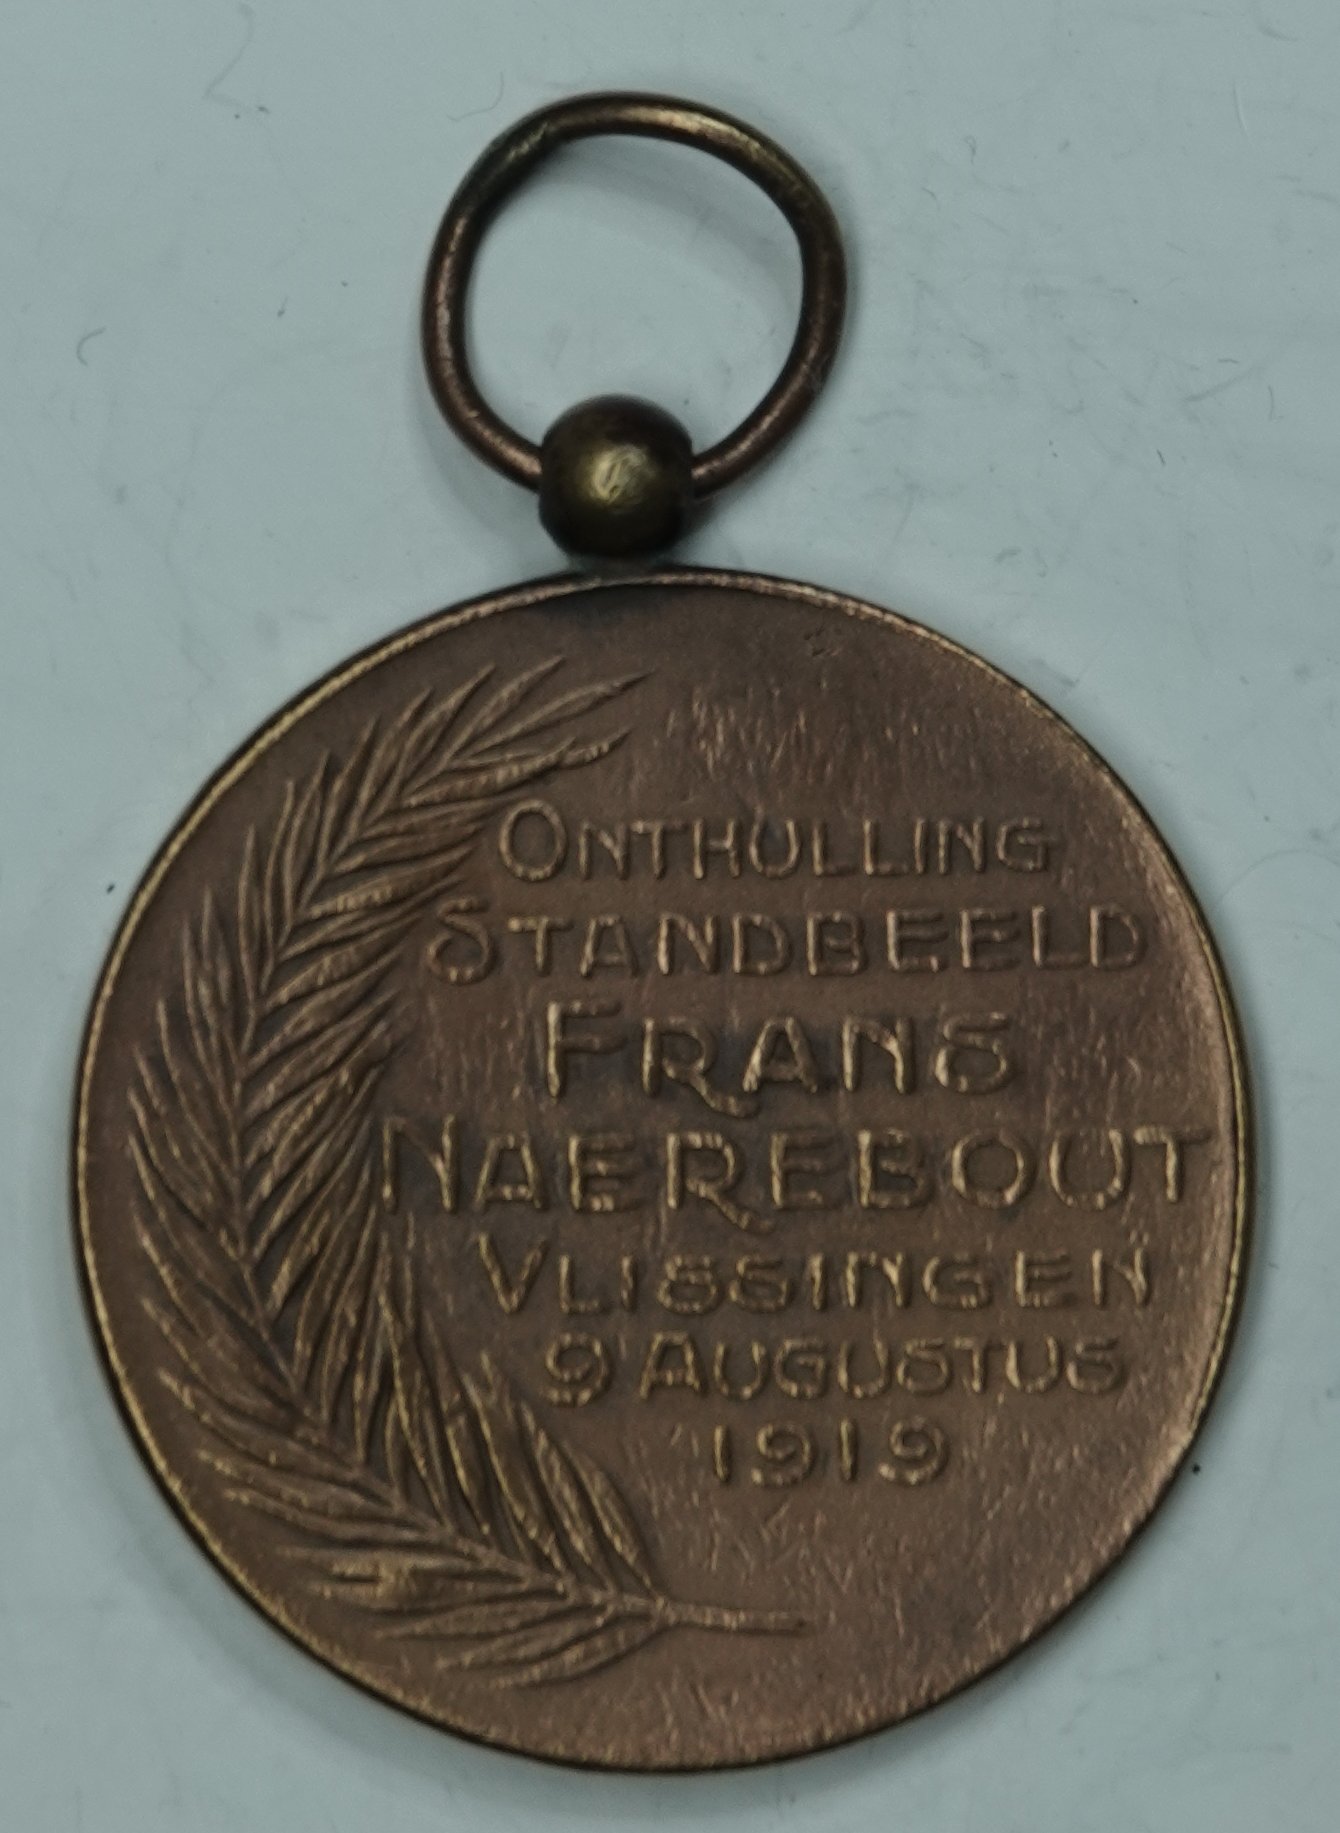 ONTHULLING
STANDBEELD
FRANS
NAEREBOUT
VLISSINGEN
9 AUGUSTUS
1919